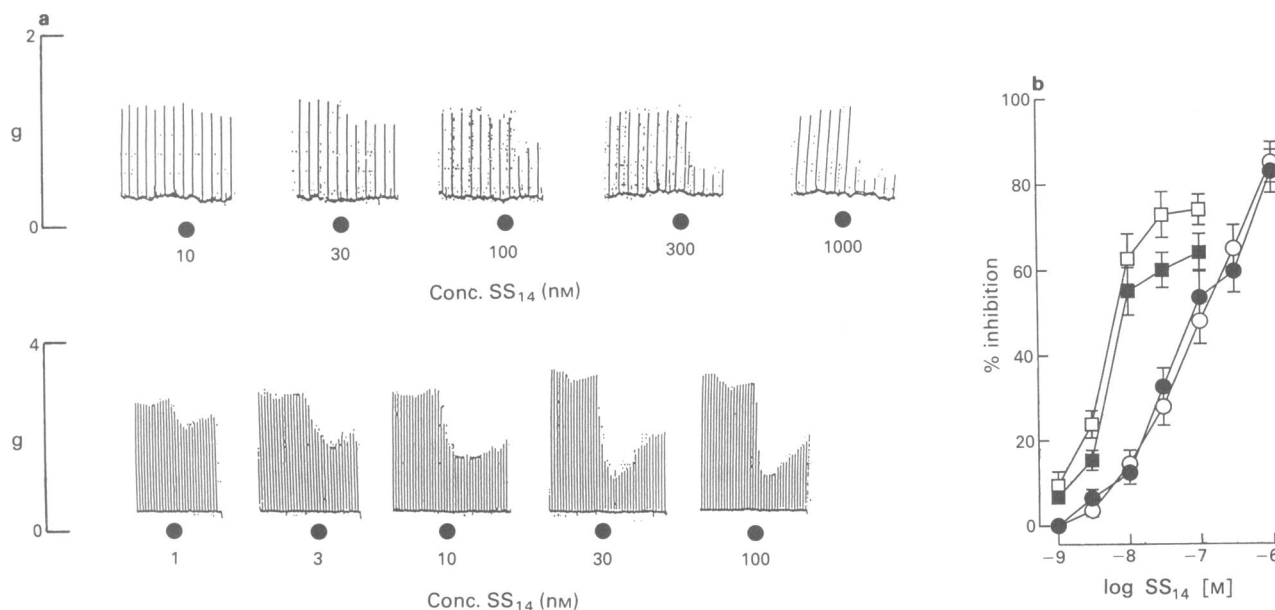 a
2
g
0
10 30 100 300 1000
Conc. SS14 (nM)
4
g
0
1 3 10 30 100
Conc. SS14 (nM)
b
100
80
60
40
20
0
% inhibition
−9 −8 −7 −6
log SS14 [M]